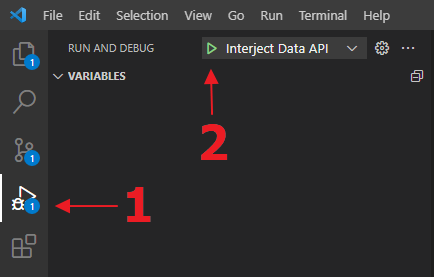 File Edit Selection View Go Run Terminal Help
1
RUN AND DEBUG Interject Data API ...
VARIABLES
2
1
1
1